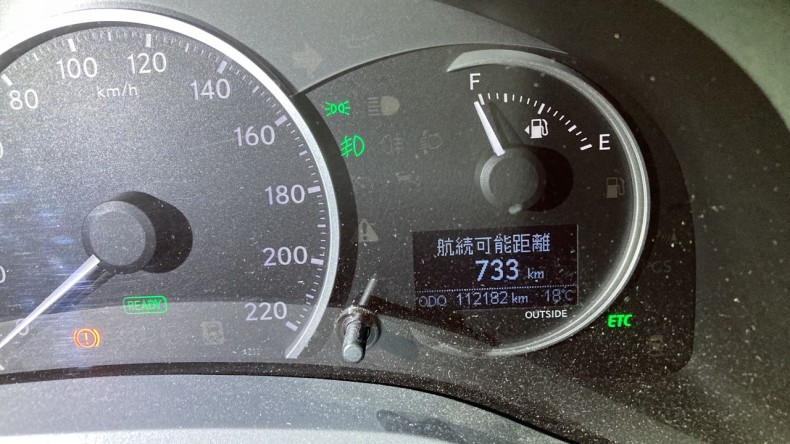 80
100
120
140
160
180
200
220
km/h
READY
F
E
航続可能距離
733 km
ODO 112182 km 18℃
OUTSIDE
ETC